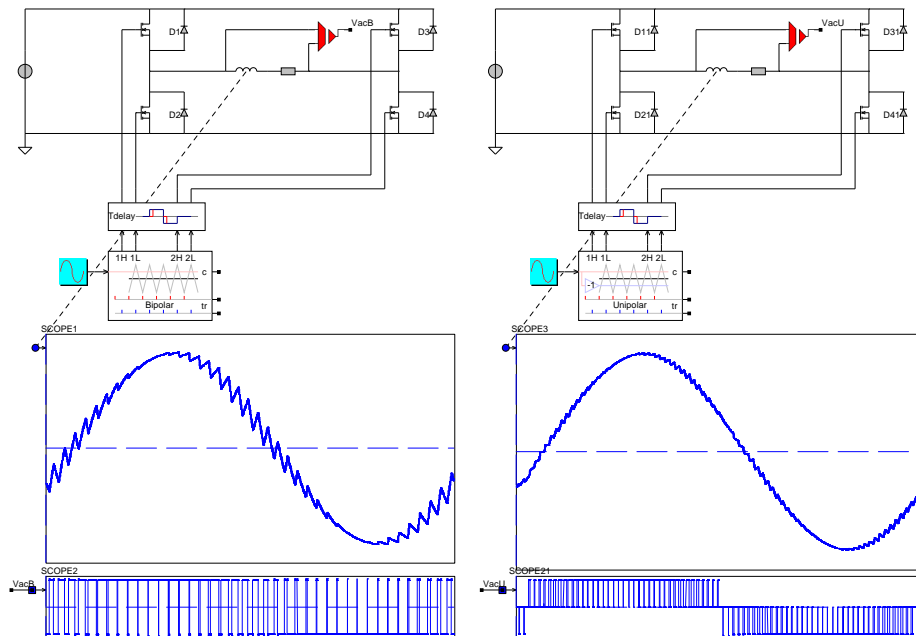 D1
D3
VacB
D2
D4
Tdelay
1H 1L 2H 2L
c
tr
Bipolar
SCOPE1
SCOPE2
VacB
D11
D31
VacU
D21
D41
Tdelay
1H 1L 2H 2L
c
-1
tr
Unipolar
SCOPE3
SCOPE21
VacU